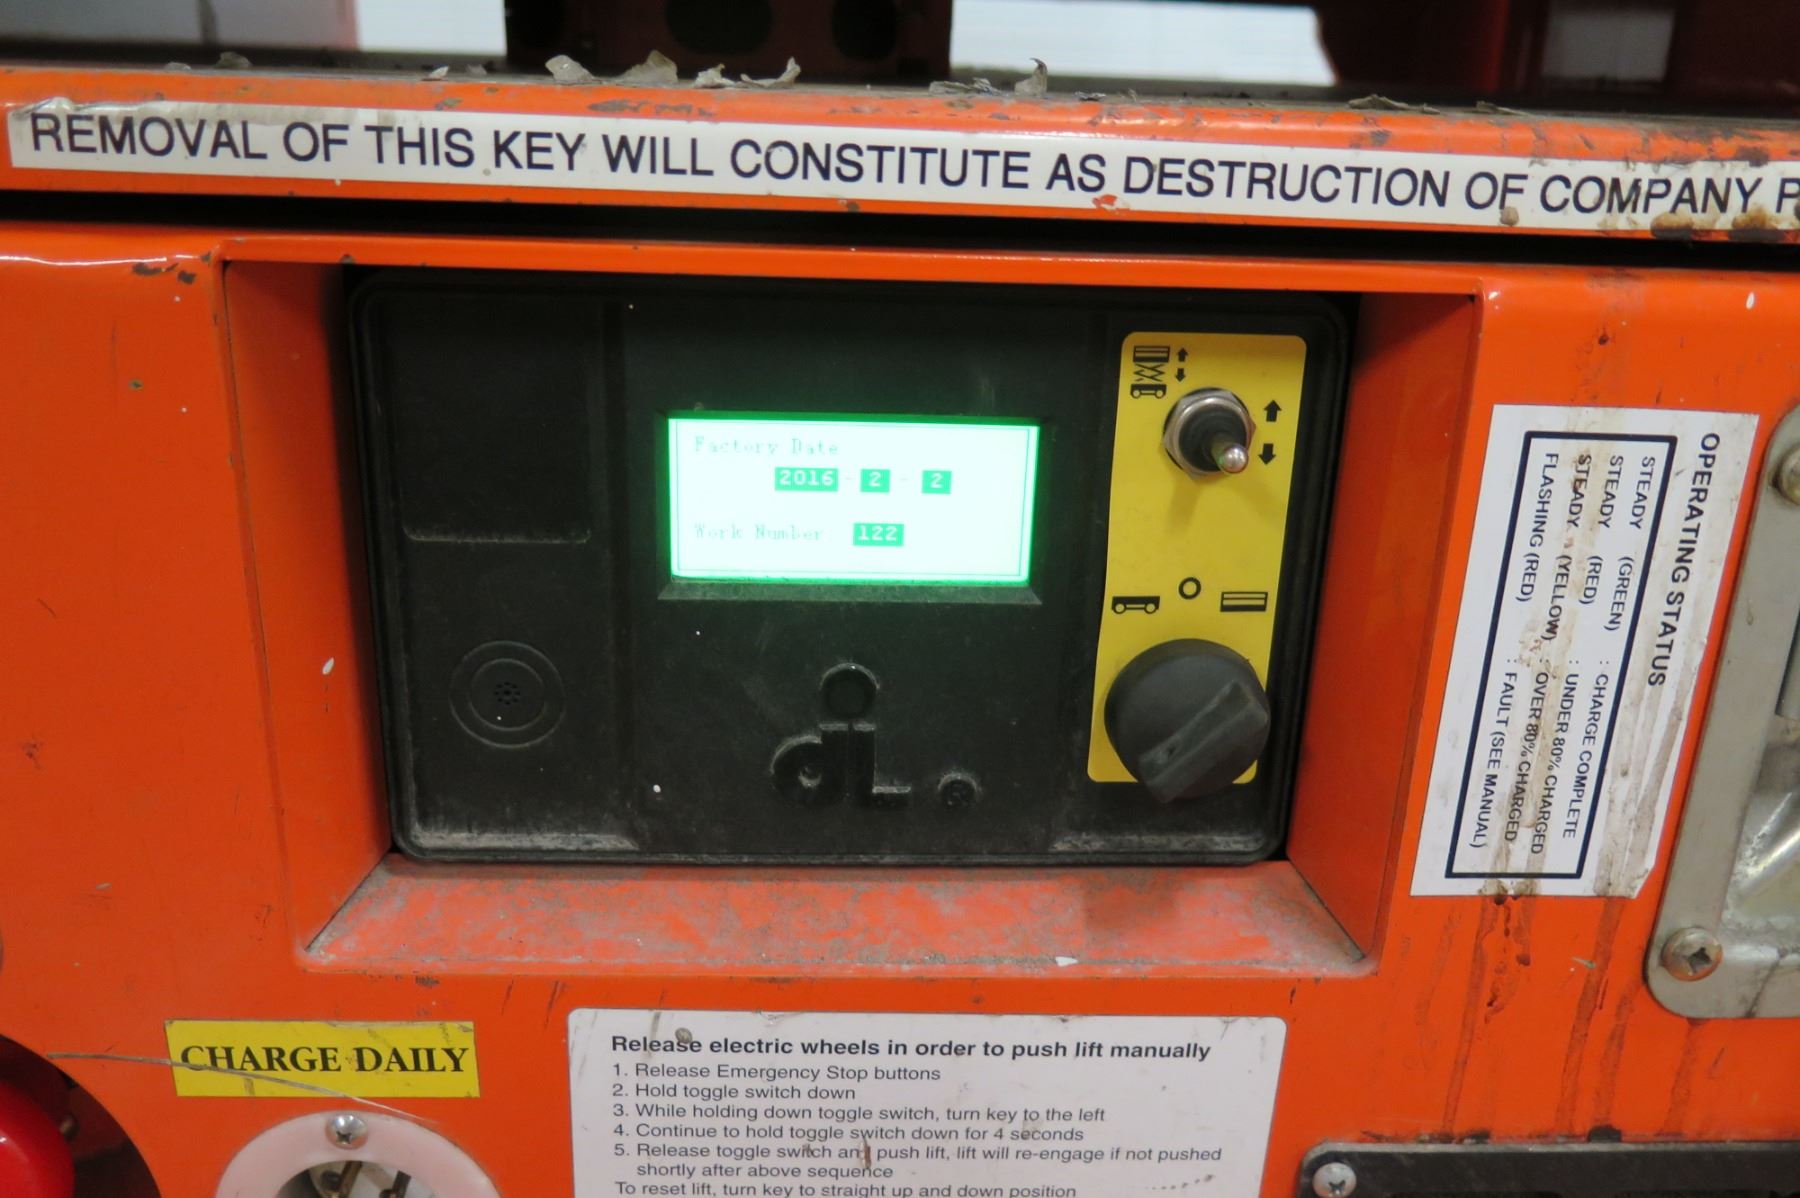 REMOVAL OF THIS KEY WILL CONSTITUTE AS DESTRUCTION OF COMPANY P
Factory Date
2016 - 2 - 2
Work Number 122
diL ®
OPERATING STATUS
STEADY (GREEN) : CHARGE COMPLETE
STEADY (RED) : UNDER 80% CHARGED
STEADY (YELLOW) : OVER 80% CHARGED
FLASHING (RED) : FAULT (SEE MANUAL)
CHARGE DAILY
Release electric wheels in order to push lift manually
1. Release Emergency Stop buttons
2. Hold toggle switch down
3. While holding down toggle switch, turn key to the left
4. Continue to hold toggle switch down for 4 seconds
5. Release toggle switch and push lift, lift will re-engage if not pushed
shortly after above sequence
To reset lift, turn key to straight up and down position